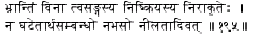 भ्रान्तिं विना त्वसङ्गस्य निष्क्रियस्य निराकृतेः ।
न घटेतार्थसम्बन्धो नभसो नीलतादिवत् ॥ १९५॥